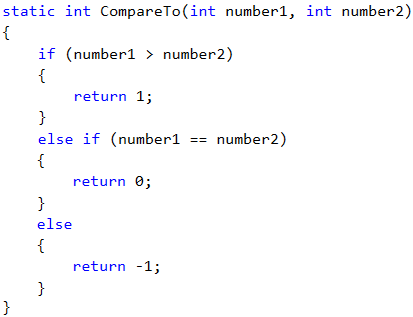 static int CompareTo(int number1, int number2)
{
    if (number1 > number2)
    {
        return 1;
    }
    else if (number1 == number2)
    {
        return 0;
    }
    else
    {
        return -1;
    }
}